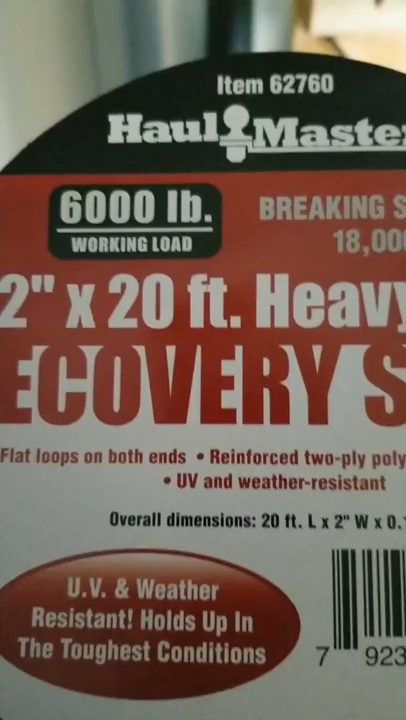 Item 62760
Haul Master
6000 lb.
WORKING LOAD
BREAKING S
18,000
2" x 20 ft. Heavy
ECOVERY S
Flat loops on both ends • Reinforced two-ply poly
• UV and weather-resistant
Overall dimensions: 20 ft. L x 2" W x 0.
U.V. & Weather
Resistant! Holds Up In
The Toughest Conditions
7 923